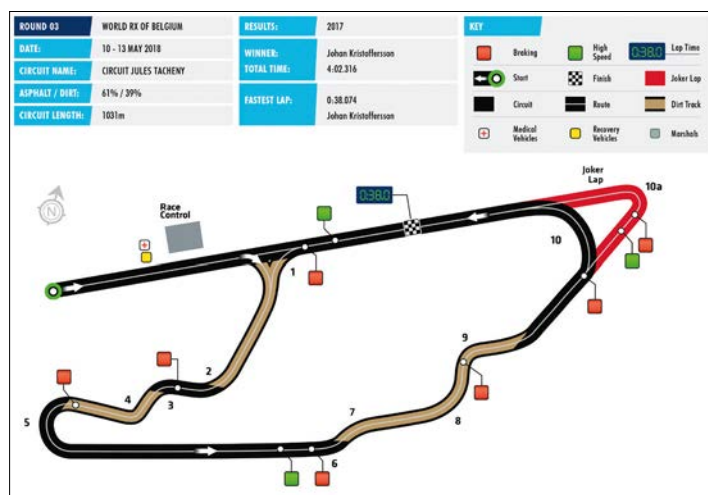 ROUND 03 WORLD RX OF BELGIUM
DATE: 10 - 13 MAY 2018
CIRCUIT NAME: CIRCUIT JULES TACHENY
ASPHALT / DIRT: 61% / 39%
CIRCUIT LENGTH: 1031m
RESULTS: 2017
WINNER: Johan Kristoffersson
TOTAL TIME: 4:02.316
FASTEST LAP: 0:38.074
Johan Kristoffersson
KEY
Braking
High Speed
0:38.0 Lap Time
Start
Finish
Joker Lap
Circuit
Route
Dirt Track
Medical Vehicles
Recovery Vehicles
Marshals
N
Race Control
0:38.0
Joker Lap
10a
10
1
9
2
3
4
5
6
7
8